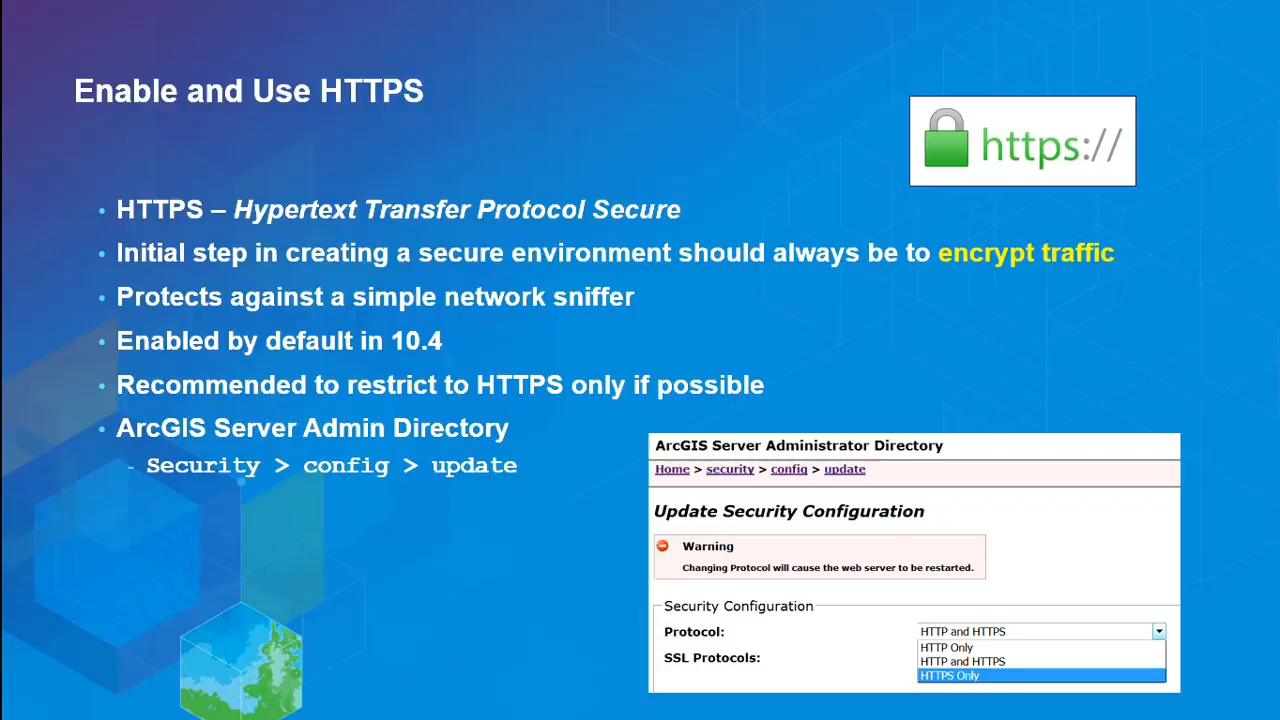 Enable and Use HTTPS
https://
• HTTPS – Hypertext Transfer Protocol Secure
• Initial step in creating a secure environment should always be to encrypt traffic
• Protects against a simple network sniffer
• Enabled by default in 10.4
• Recommended to restrict to HTTPS only if possible
• ArcGIS Server Admin Directory
- Security > config > update
ArcGIS Server Administrator Directory
Home > security > config > update
Update Security Configuration
Warning
Changing Protocol will cause the web server to be restarted.
Security Configuration
Protocol: HTTP and HTTPS
HTTP Only
SSL Protocols: HTTP and HTTPS
HTTPS Only